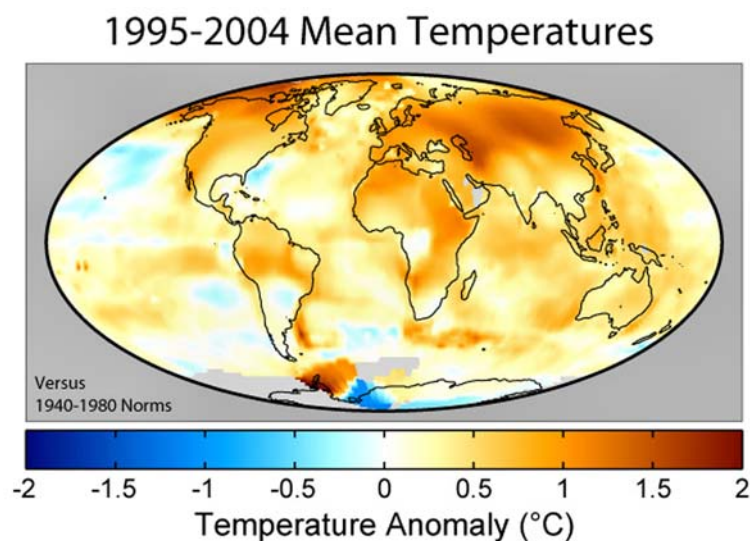 1995-2004 Mean Temperatures
Versus
1940-1980 Norms
-2 -1.5 -1 -0.5 0 0.5 1 1.5 2
Temperature Anomaly (°C)